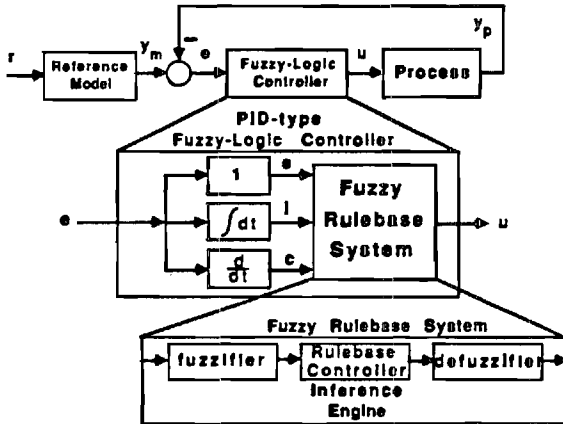 r
Reference
Model
y_m
−
e
Fuzzy-Logic
Controller
u
Process
y_p
PID-type
Fuzzy-Logic Controller
e
1
e
∫dt
I
d/dt
c
Fuzzy
Rulebase
System
u
Fuzzy Rulebase System
fuzzifier
Rulebase
Controller
defuzzifier
Inference
Engine